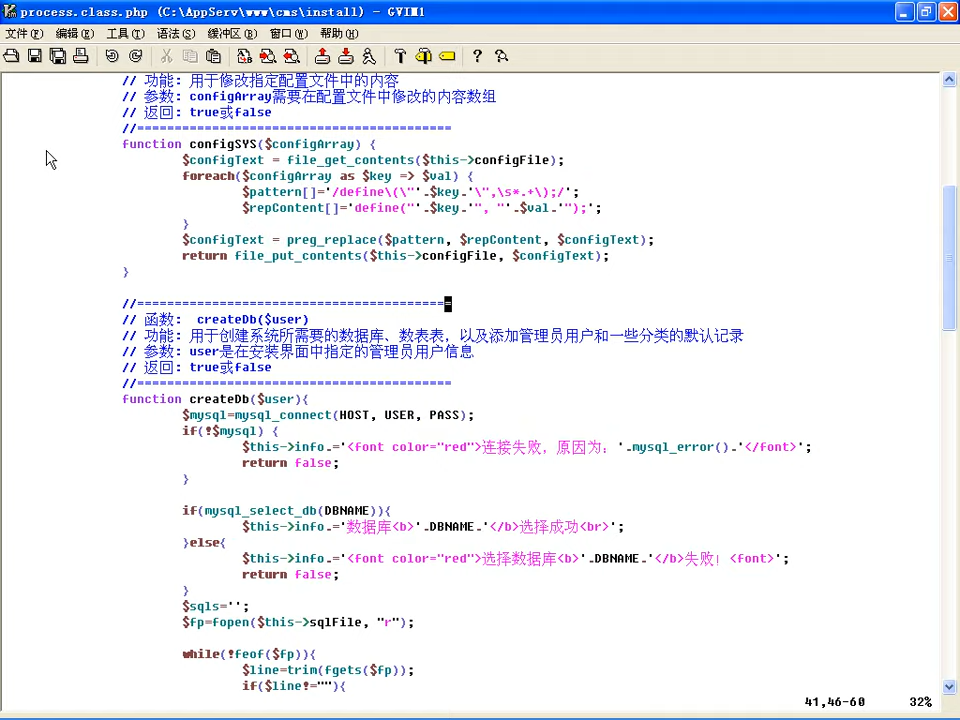 process.class.php (C:\AppServ\www\cms\install) - GVIM1
文件(F) 编辑(E) 工具(T) 语法(S) 缓冲区(B) 窗口(W) 帮助(H)
// 功能: 用于修改指定配置文件中的内容
// 参数: configArray需要在配置文件中修改的内容数组
// 返回: true或false
//==========================================
function configSYS($configArray) {
$configText = file_get_contents($this->configFile);
foreach($configArray as $key => $val) {
$pattern[]='/define\(\"'.$key.'\",\s*.+\);/';
$repContent[]='define("'.$key.'", "'.$val.'");';
}
$configText = preg_replace($pattern, $repContent, $configText);
return file_put_contents($this->configFile, $configText);
}
//==========================================
// 函数:  createDb($user)
// 功能: 用于创建系统所需要的数据库、数表表, 以及添加管理员用户和一些分类的默认记录
// 参数: user是在安装界面中指定的管理员用户信息
// 返回: true或false
//==========================================
function createDb($user){
$mysql=mysql_connect(HOST, USER, PASS);
if(!$mysql) {
$this->info.='<font color="red">连接失败, 原因为: '.mysql_error().'</font>';
return false;
}
if(mysql_select_db(DBNAME)){
$this->info.='数据库<b>'.DBNAME.'</b>选择成功<br>';
}else{
$this->info.='<font color="red">选择数据库<b>'.DBNAME.'</b>失败! <font>';
return false;
}
$sqls='';
$fp=fopen($this->sqlFile, "r");
while(!feof($fp)){
$line=trim(fgets($fp));
if($line!=""){
41,46-60 32%